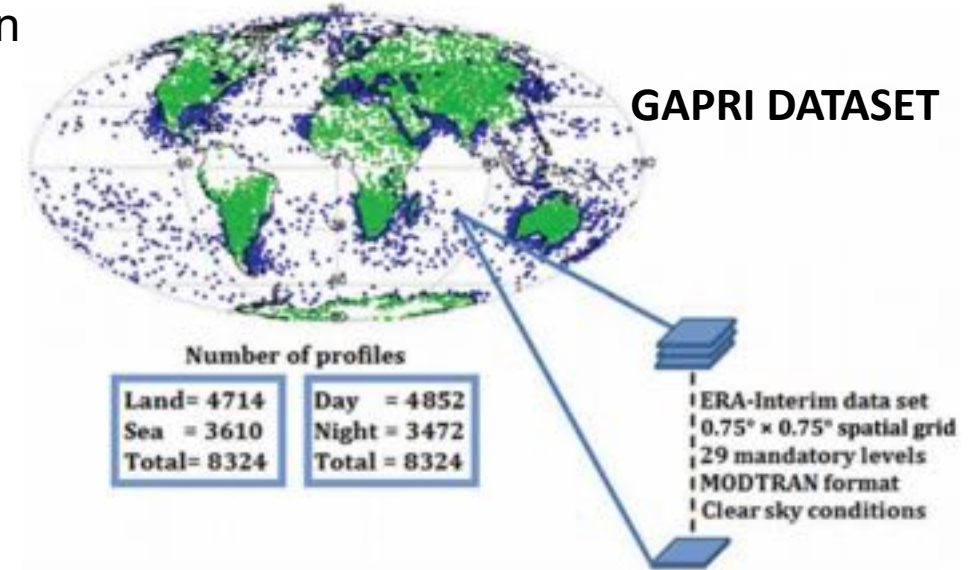 n
GAPRI DATASET
Number of profiles
Land= 4714
Sea = 3610
Total= 8324
Day = 4852
Night = 3472
Total = 8324
ERA-Interim data set
0.75° × 0.75° spatial grid
29 mandatory levels
MODTRAN format
Clear sky conditions